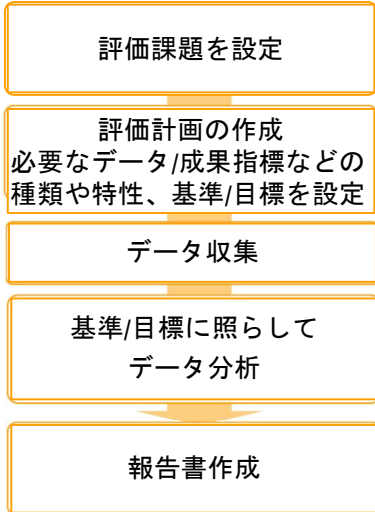 評価課題を設定
評価計画の作成
必要なデータ/成果指標などの
種類や特性、基準/目標を設定
データ収集
基準/目標に照らして
データ分析
報告書作成